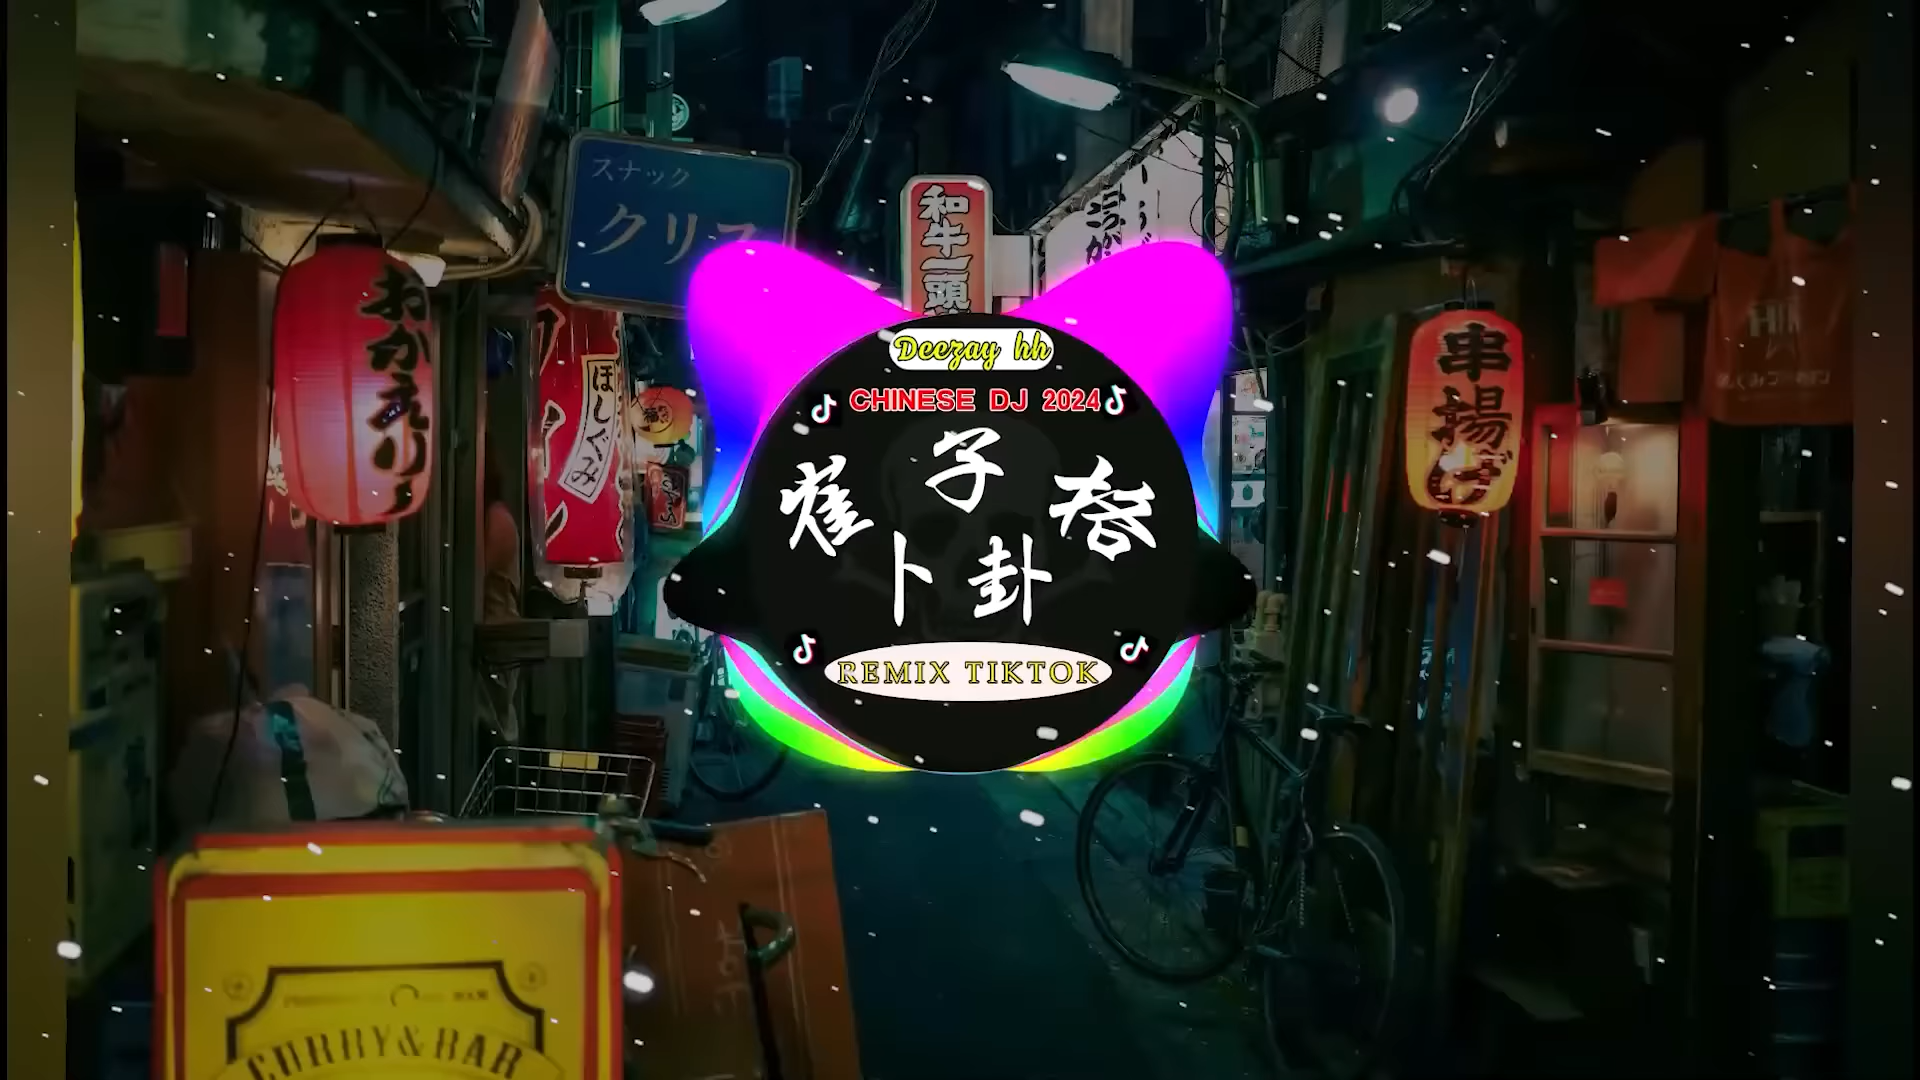 スナック
クリス
和牛一頭
おかえり
ほしぐみ
串揚げ
Deezay hh
CHINESE DJ 2024
崔子格
卜卦
REMIX TIKTOK
CURRY&BAR